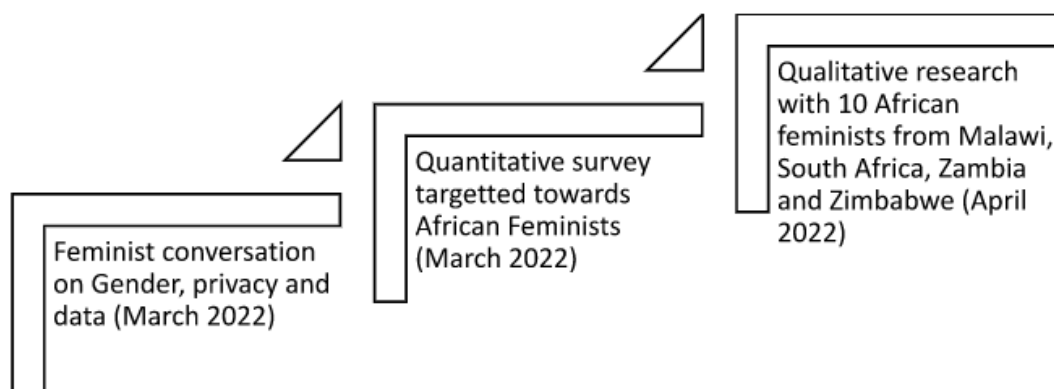 Feminist conversation
on Gender, privacy and
data (March 2022)
Quantitative survey
targetted towards
African Feminists
(March 2022)
Qualitative research
with 10 African
feminists from Malawi,
South Africa, Zambia
and Zimbabwe (April
2022)